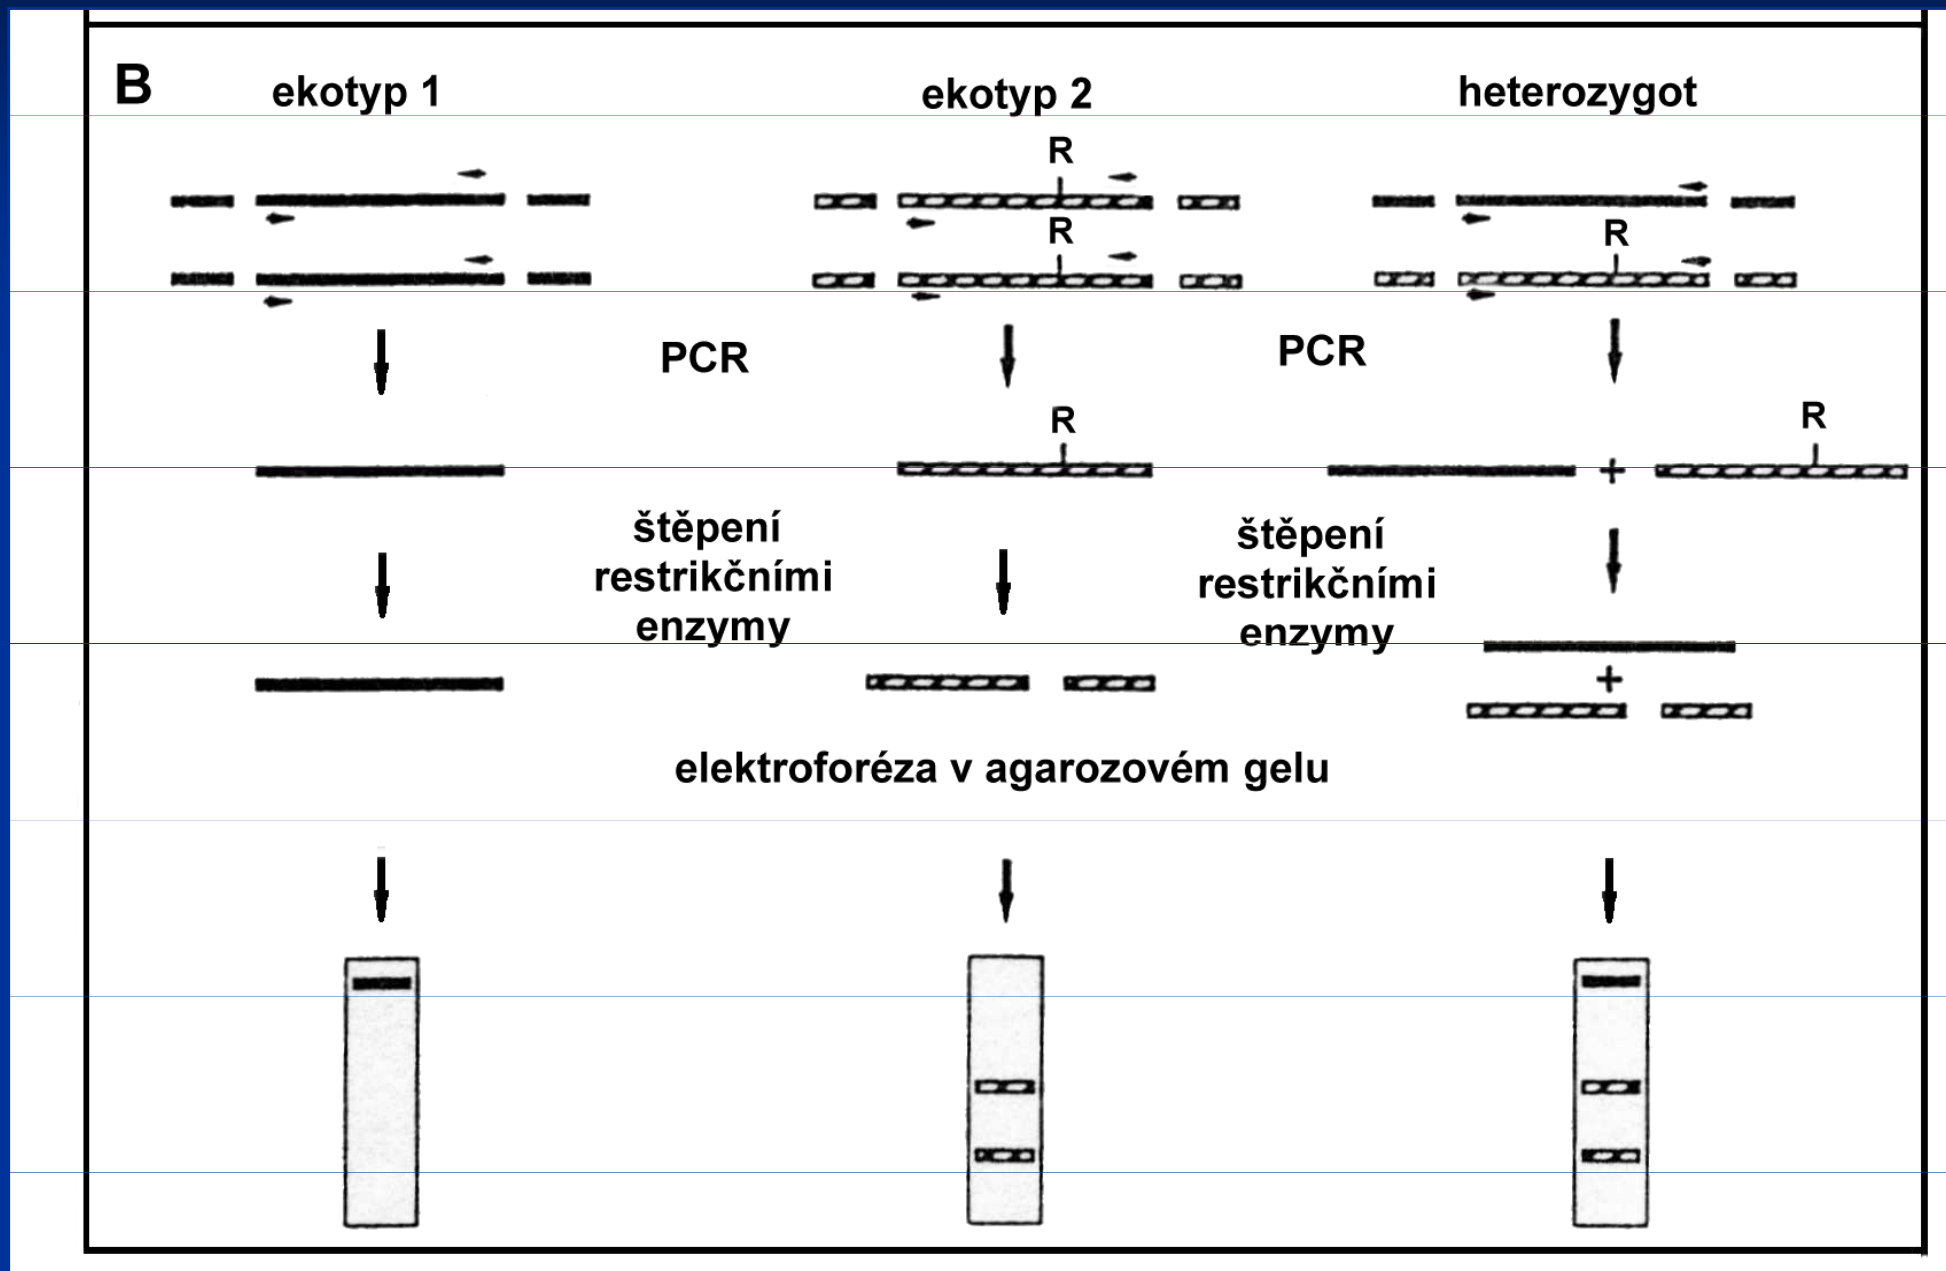 B
ekotyp 1
ekotyp 2
heterozygot
R
R
R
PCR
PCR
R
R
štěpení
restrikčními
enzymy
štěpení
restrikčními
enzymy
+
+
elektroforéza v agarozovém gelu